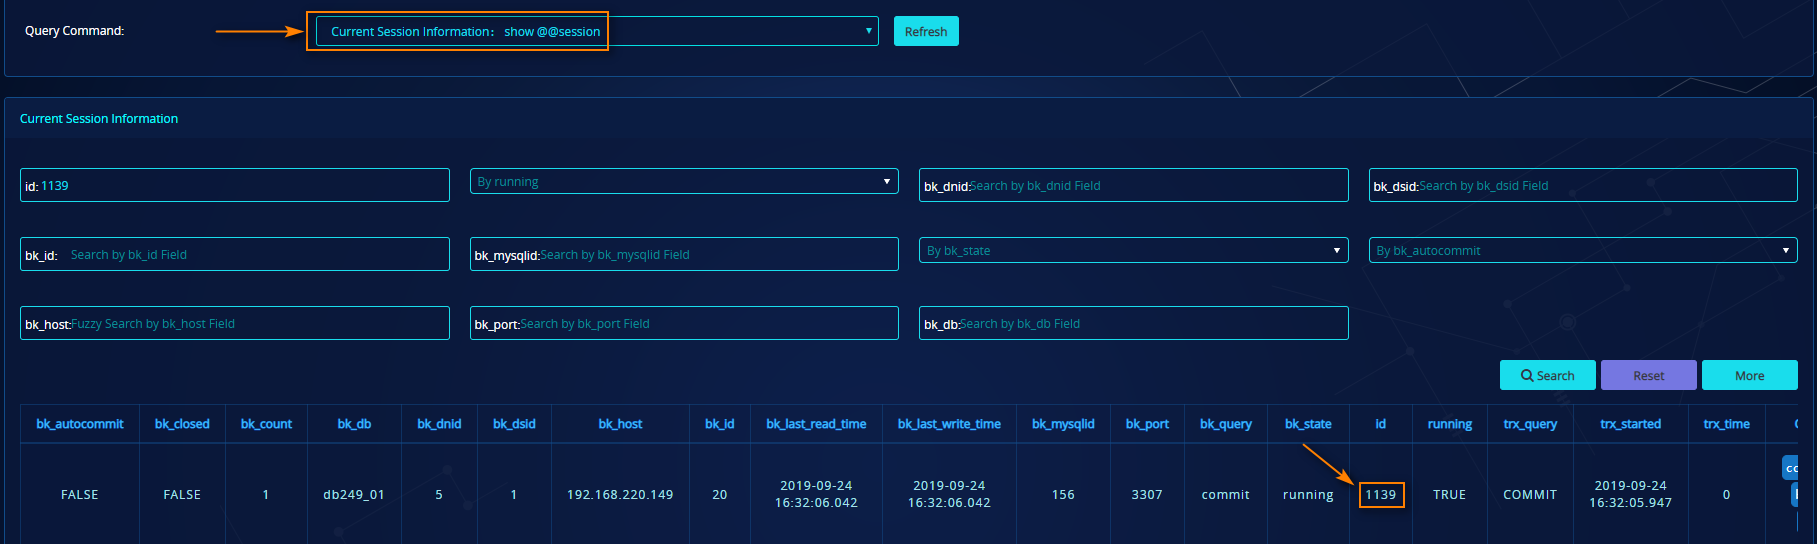 Query Command:
Current Session Information: show @@session
Refresh
Current Session Information
id: 1139
By running
bk_dnid:Search by bk_dnid Field
bk_dsid:Search by bk_dsid Field
bk_id: Search by bk_id Field
bk_mysqlid:Search by bk_mysqlid Field
By bk_state
By bk_autocommit
bk_host:Fuzzy Search by bk_host Field
bk_port:Search by bk_port Field
bk_db:Search by bk_db Field
Search Reset More
bk_autocommit bk_closed bk_count bk_db bk_dnid bk_dsid bk_host bk_id bk_last_read_time bk_last_write_time bk_mysqlid bk_port bk_query bk_state id running trx_query trx_started trx_time
FALSE FALSE 1 db249_01 5 1 192.168.220.149 20 2019-09-24 16:32:06.042 2019-09-24 16:32:06.042 156 3307 commit running 1139 TRUE COMMIT 2019-09-24 16:32:05.947 0